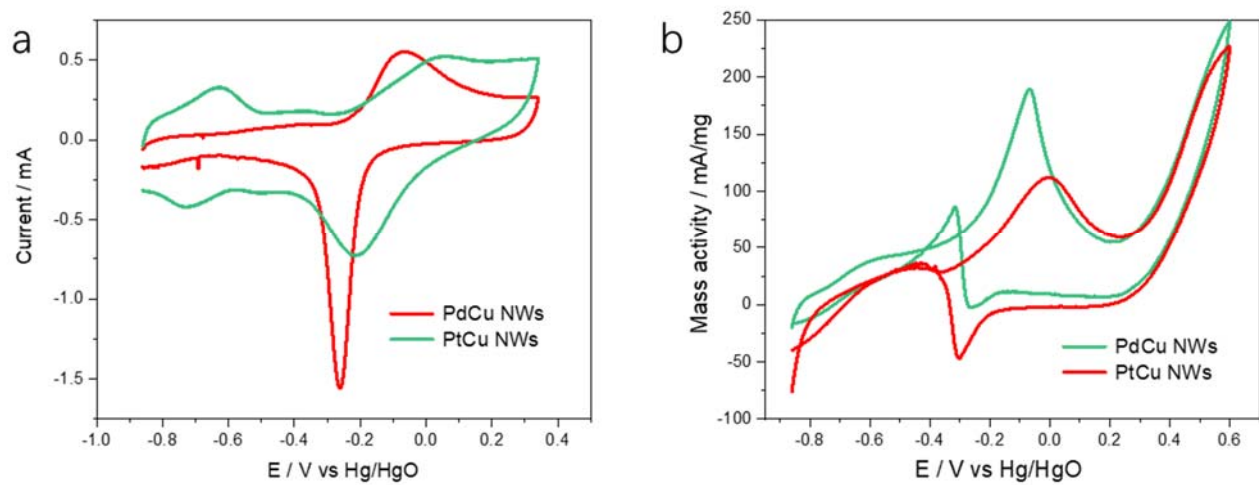 a
0.5
0.0
-0.5
-1.0
-1.5
Current / mA
PdCu NWs
PtCu NWs
-1.0 -0.8 -0.6 -0.4 -0.2 0.0 0.2 0.4
E / V vs Hg/HgO
b
250
200
150
100
50
0
-50
-100
Mass activity / mA/mg
PdCu NWs
PtCu NWs
-0.8 -0.6 -0.4 -0.2 0.0 0.2 0.4 0.6
E / V vs Hg/HgO